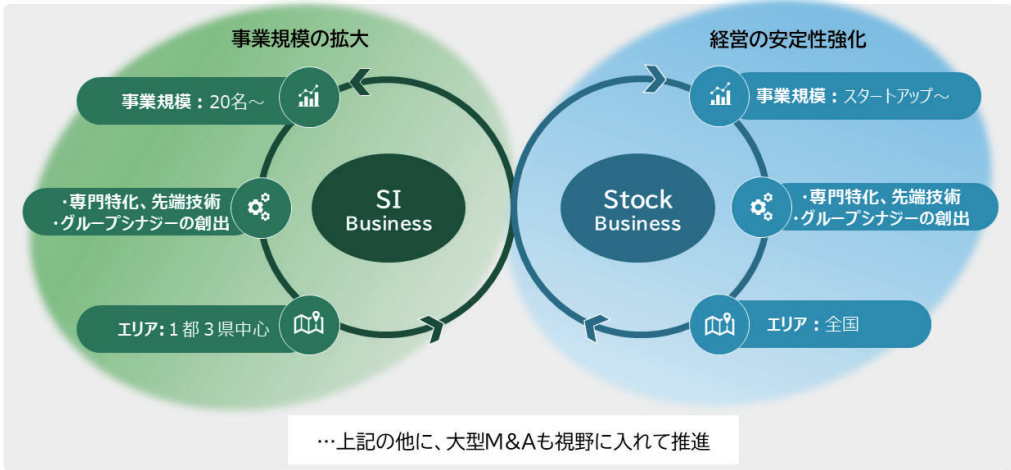 事業規模の拡大
事業規模：20名～
・専門特化、先端技術
・グループシナジーの創出
エリア：１都３県中心
SI
Business
経営の安定性強化
事業規模：スタートアップ～
・専門特化、先端技術
・グループシナジーの創出
エリア：全国
Stock
Business
…上記の他に、大型M&Aも視野に入れて推進